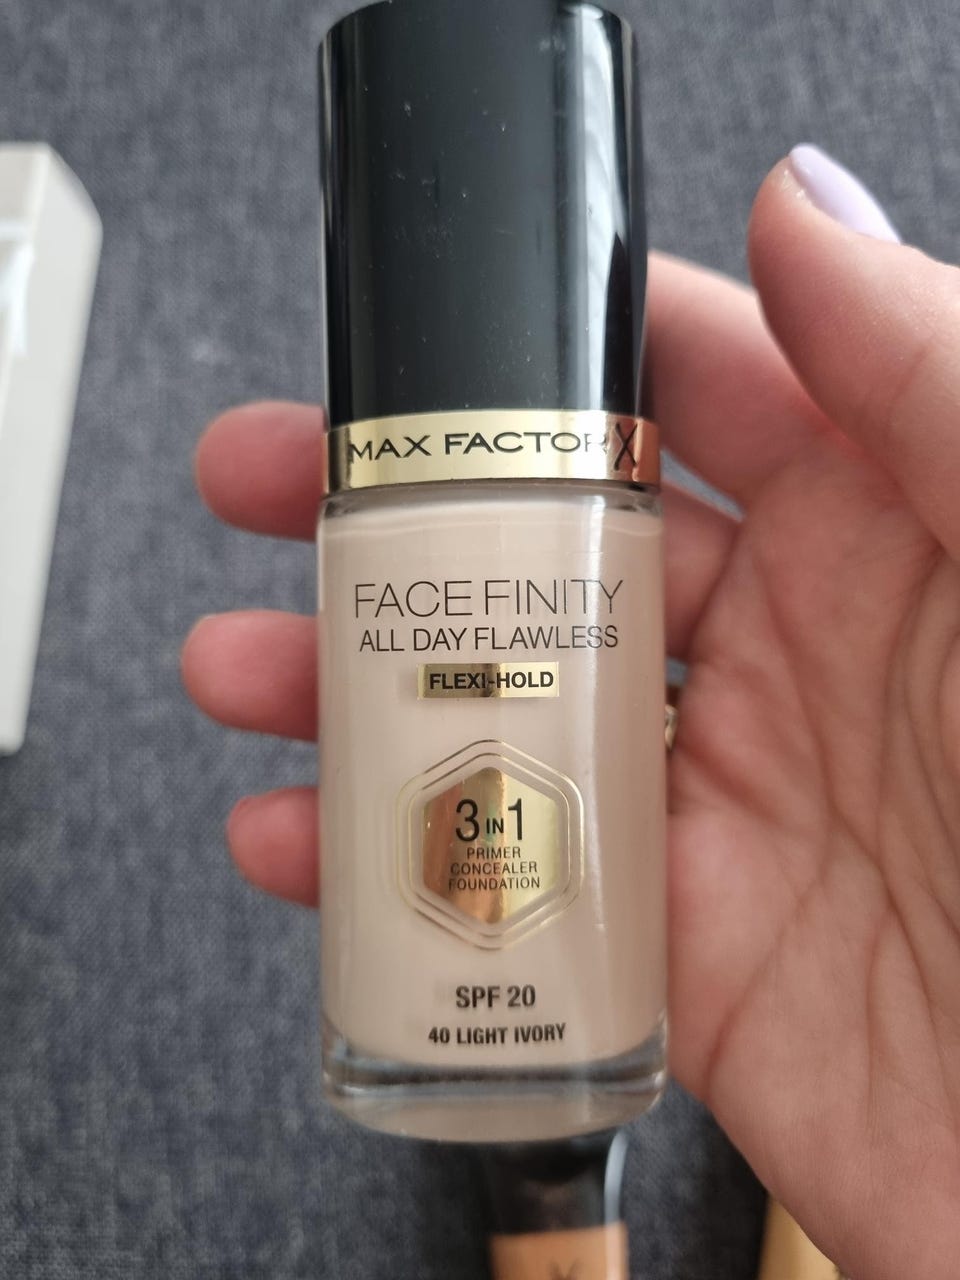 MAX FACTOR X
FACE FINITY
ALL DAY FLAWLESS
FLEXI-HOLD
3 IN 1
PRIMER
CONCEALER
FOUNDATION
SPF 20
40 LIGHT IVORY